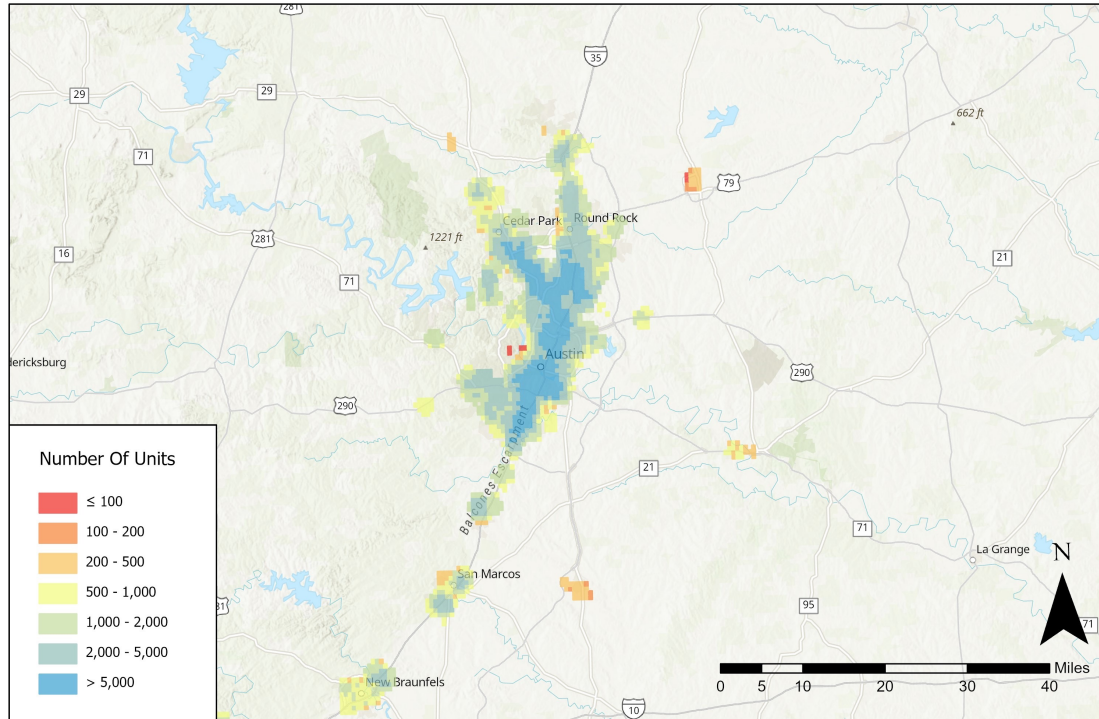 281
35
29
29
662 ft
71
79
Cedar Park
Round Rock
281
1221 ft
16
21
71
dericksburg
Austin
290
290
Balcones Escarpment
21
71
La Grange
N
San Marcos
95
71
New Braunfels
10
Number Of Units
≤ 100
100 - 200
200 - 500
500 - 1,000
1,000 - 2,000
2,000 - 5,000
> 5,000
Miles
0 5 10 20 30 40